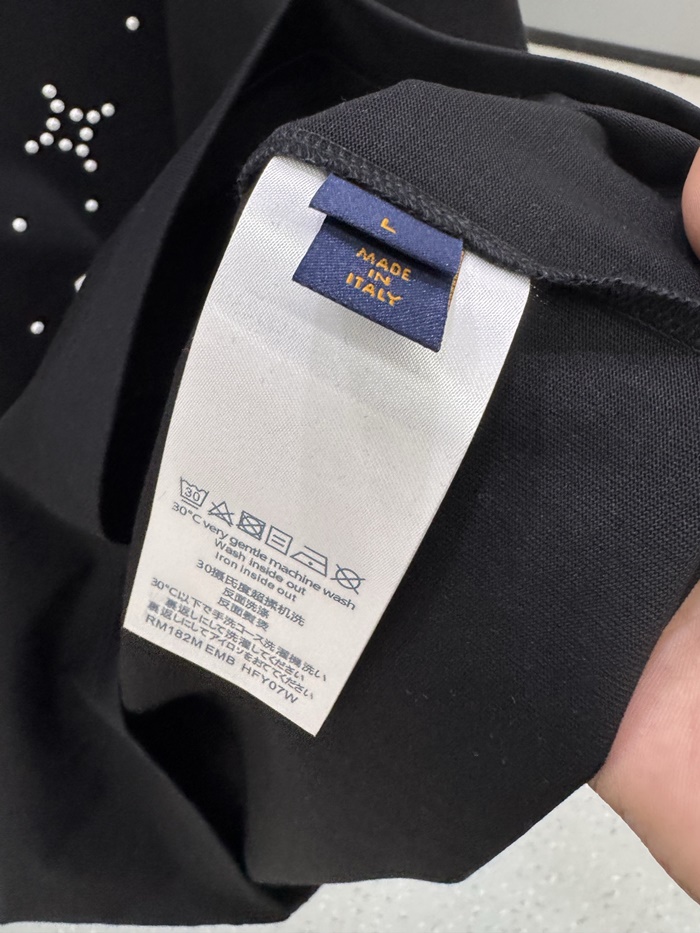 L
MADE
IN
ITALY
30
30°C very gentle machine wash
Wash inside out
Iron inside out
30攝氏度超揉机洗
反面洗涤
反面熨烫
30°C以下で手洗コース洗濯機洗い
裏返しにして洗濯してください
裏返しにしてアイロンをおてください
RM182M EMB HFY07W